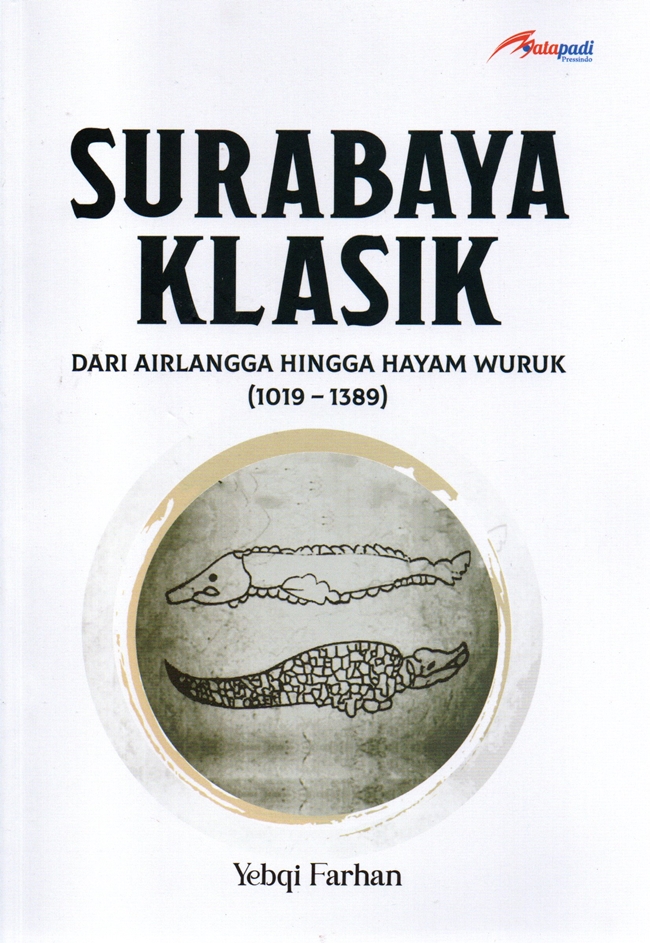 Matapadi
Pressindo
SURABAYA
KLASIK
DARI AIRLANGGA HINGGA HAYAM WURUK
(1019 – 1389)
Yebqi Farhan